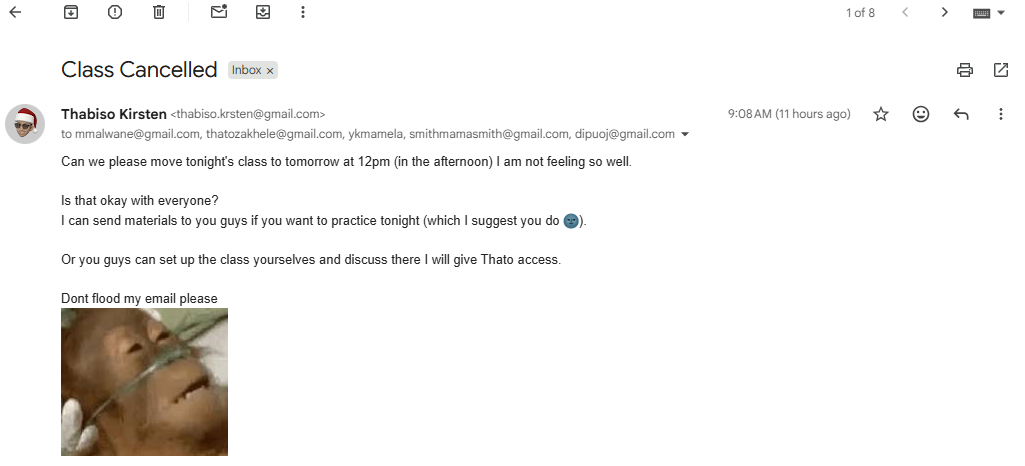 1 of 8
Class Cancelled Inbox ×
Thabiso Kirsten <thabiso.krsten@gmail.com> 9:08 AM (11 hours ago)
to mmalwane@gmail.com, thatozakhele@gmail.com, ykmamela, smithmamasmith@gmail.com, dipuoj@gmail.com
Can we please move tonight's class to tomorrow at 12pm (in the afternoon) I am not feeling so well.
Is that okay with everyone?
I can send materials to you guys if you want to practice tonight (which I suggest you do 🌚).
Or you guys can set up the class yourselves and discuss there I will give Thato access.
Dont flood my email please